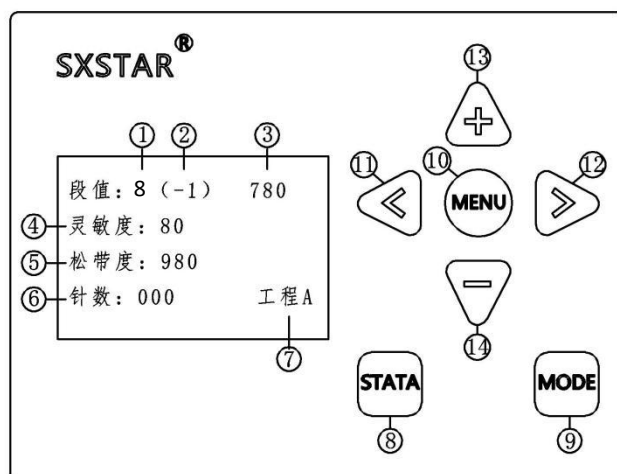 SXSTAR®
① ② ③
段值：8（-1） 780
④ 灵敏度：80
⑤ 松带度：980
⑥ 针数：000 工程A
⑦
⑬
+
⑩
⑪ ⑫
< MENU >
−
⑭
STATA MODE
⑧ ⑨